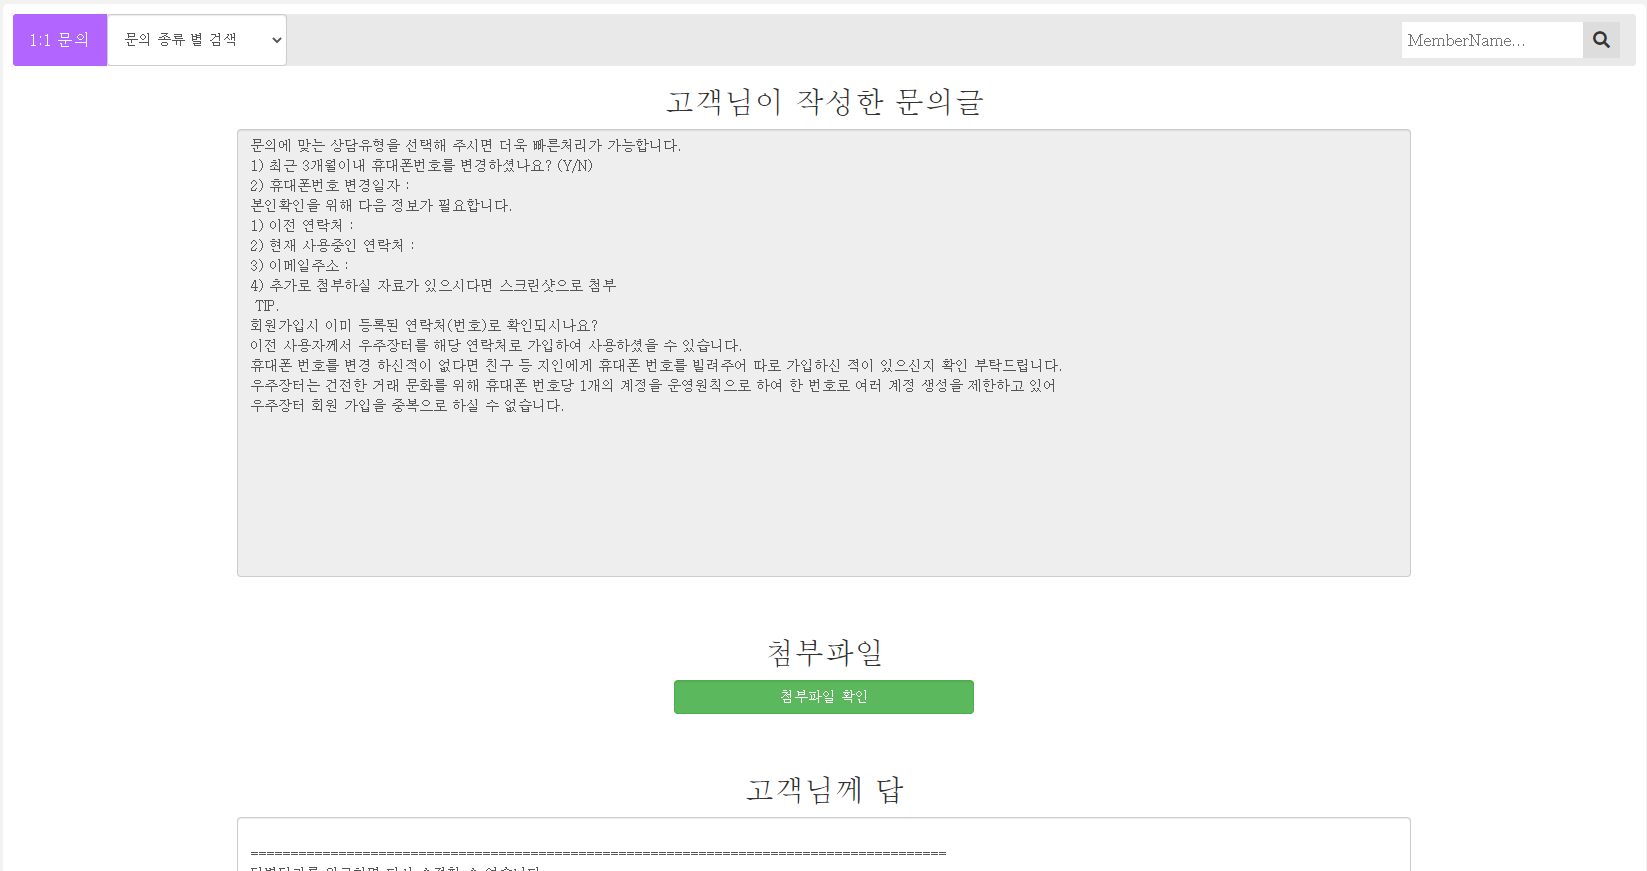 1:1 문의
문의 종류 별 검색
MemberName...
고객님이 작성한 문의글
문의에 맞는 상담유형을 선택해 주시면 더욱 빠른처리가 가능합니다.
1) 최근 3개월이내 휴대폰번호를 변경하셨나요? (Y/N)
2) 휴대폰번호 변경일자 :
본인확인을 위해 다음 정보가 필요합니다.
1) 이전 연락처 :
2) 현재 사용중인 연락처 :
3) 이메일주소 :
4) 추가로 첨부하실 자료가 있으시다면 스크린샷으로 첨부
TIP.
회원가입시 이미 등록된 연락처(번호)로 확인되시나요?
이전 사용자께서 우주장터를 해당 연락처로 가입하여 사용하셨을 수 있습니다.
휴대폰 번호를 변경 하신적이 없다면 친구 등 지인에게 휴대폰 번호를 빌려주어 따로 가입하신 적이 있으신지 확인 부탁드립니다.
우주장터는 건전한 거래 문화를 위해 휴대폰 번호당 1개의 계정을 운영원칙으로 하여 한 번호로 여러 계정 생성을 제한하고 있어
우주장터 회원 가입을 중복으로 하실 수 없습니다.
첨부파일
첨부파일 확인
고객님께 답
=======================================================================================